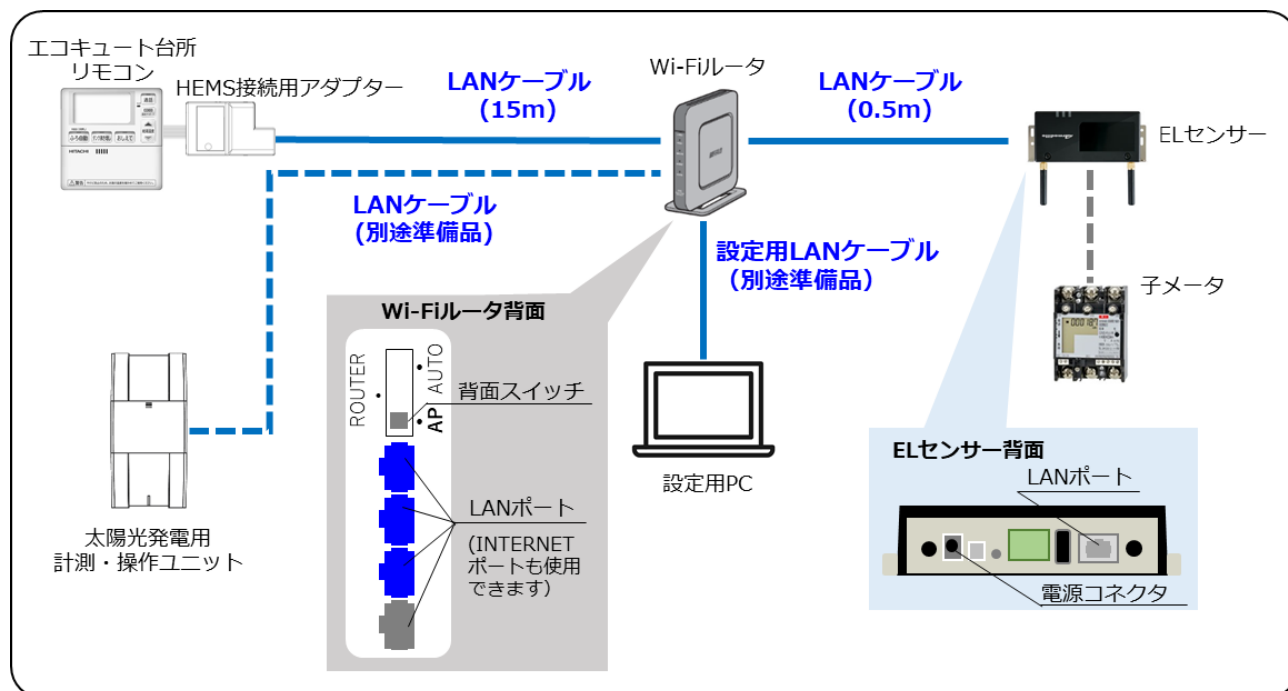 エコキュート台所
リモコン
HEMS接続用アダプター
LANケーブル
(15m)
Wi-Fiルータ
LANケーブル
(0.5m)
ELセンサー
HITACHI
LANケーブル
(別途準備品)
設定用LANケーブル
（別途準備品）
子メータ
Wi-Fiルータ背面
ROUTER
AUTO
AP
背面スイッチ
LANポート
(INTERNET
ポートも使用
できます）
設定用PC
太陽光発電用
計測・操作ユニット
ELセンサー背面
LANポート
電源コネクタ